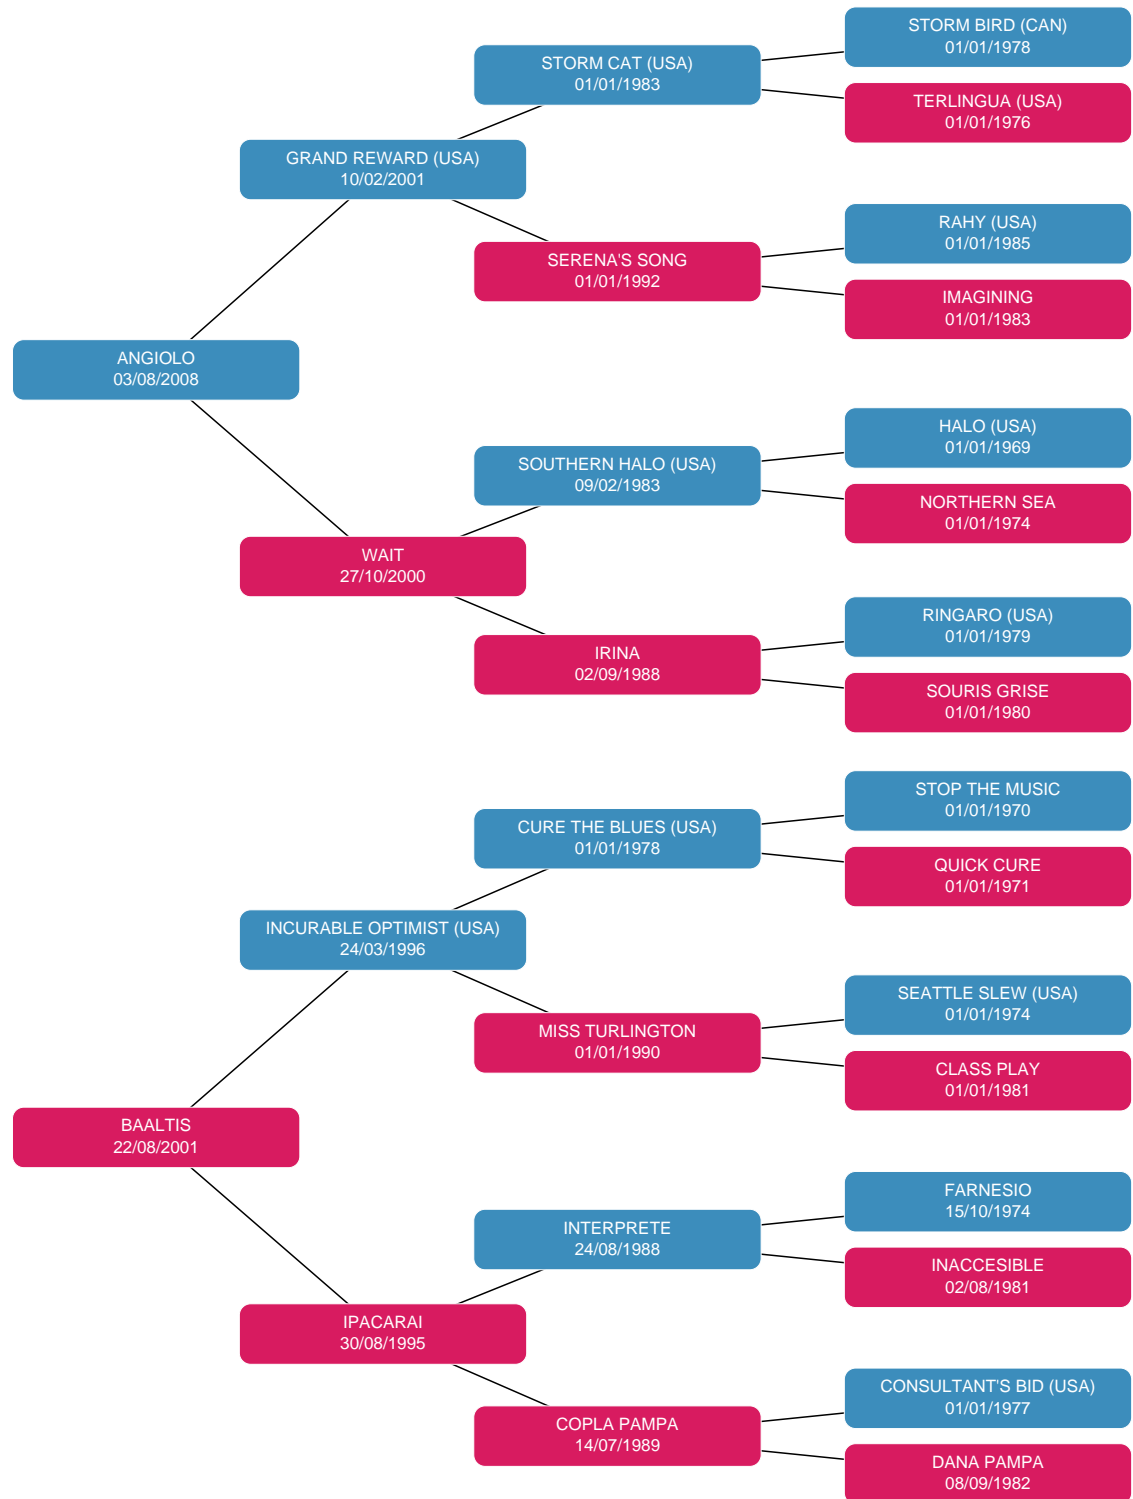 STORM BIRD (CAN)
01/01/1978
STORM CAT (USA)
01/01/1983
TERLINGUA (USA)
01/01/1976
GRAND REWARD (USA)
10/02/2001
RAHY (USA)
01/01/1985
SERENA'S SONG
01/01/1992
IMAGINING
01/01/1983
ANGIOLO
03/08/2008
HALO (USA)
01/01/1969
SOUTHERN HALO (USA)
09/02/1983
NORTHERN SEA
01/01/1974
WAIT
27/10/2000
RINGARO (USA)
01/01/1979
IRINA
02/09/1988
SOURIS GRISE
01/01/1980
STOP THE MUSIC
01/01/1970
CURE THE BLUES (USA)
01/01/1978
QUICK CURE
01/01/1971
INCURABLE OPTIMIST (USA)
24/03/1996
SEATTLE SLEW (USA)
01/01/1974
MISS TURLINGTON
01/01/1990
CLASS PLAY
01/01/1981
BAALTIS
22/08/2001
FARNESIO
15/10/1974
INTERPRETE
24/08/1988
INACCESIBLE
02/08/1981
IPACARAI
30/08/1995
CONSULTANT'S BID (USA)
01/01/1977
COPLA PAMPA
14/07/1989
DANA PAMPA
08/09/1982